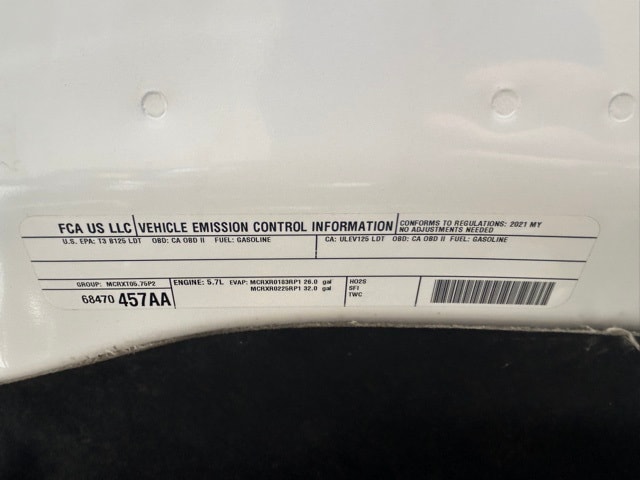 FCA US LLC VEHICLE EMISSION CONTROL INFORMATION CONFORMS TO REGULATIONS: 2021 MY
NO ADJUSTMENTS NEEDED
U.S. EPA: T3 B125 LDT OBD: CA OBD II FUEL: GASOLINE CA: ULEV125 LDT OBD: CA OBD II FUEL: GASOLINE
GROUP: MCRXT05.75P2 ENGINE: 5.7L EVAP: MCRXR0183RP1 26.0 gal HO2S
MCRXR0225RP1 32.0 gal SFI
68470 457AA TWC